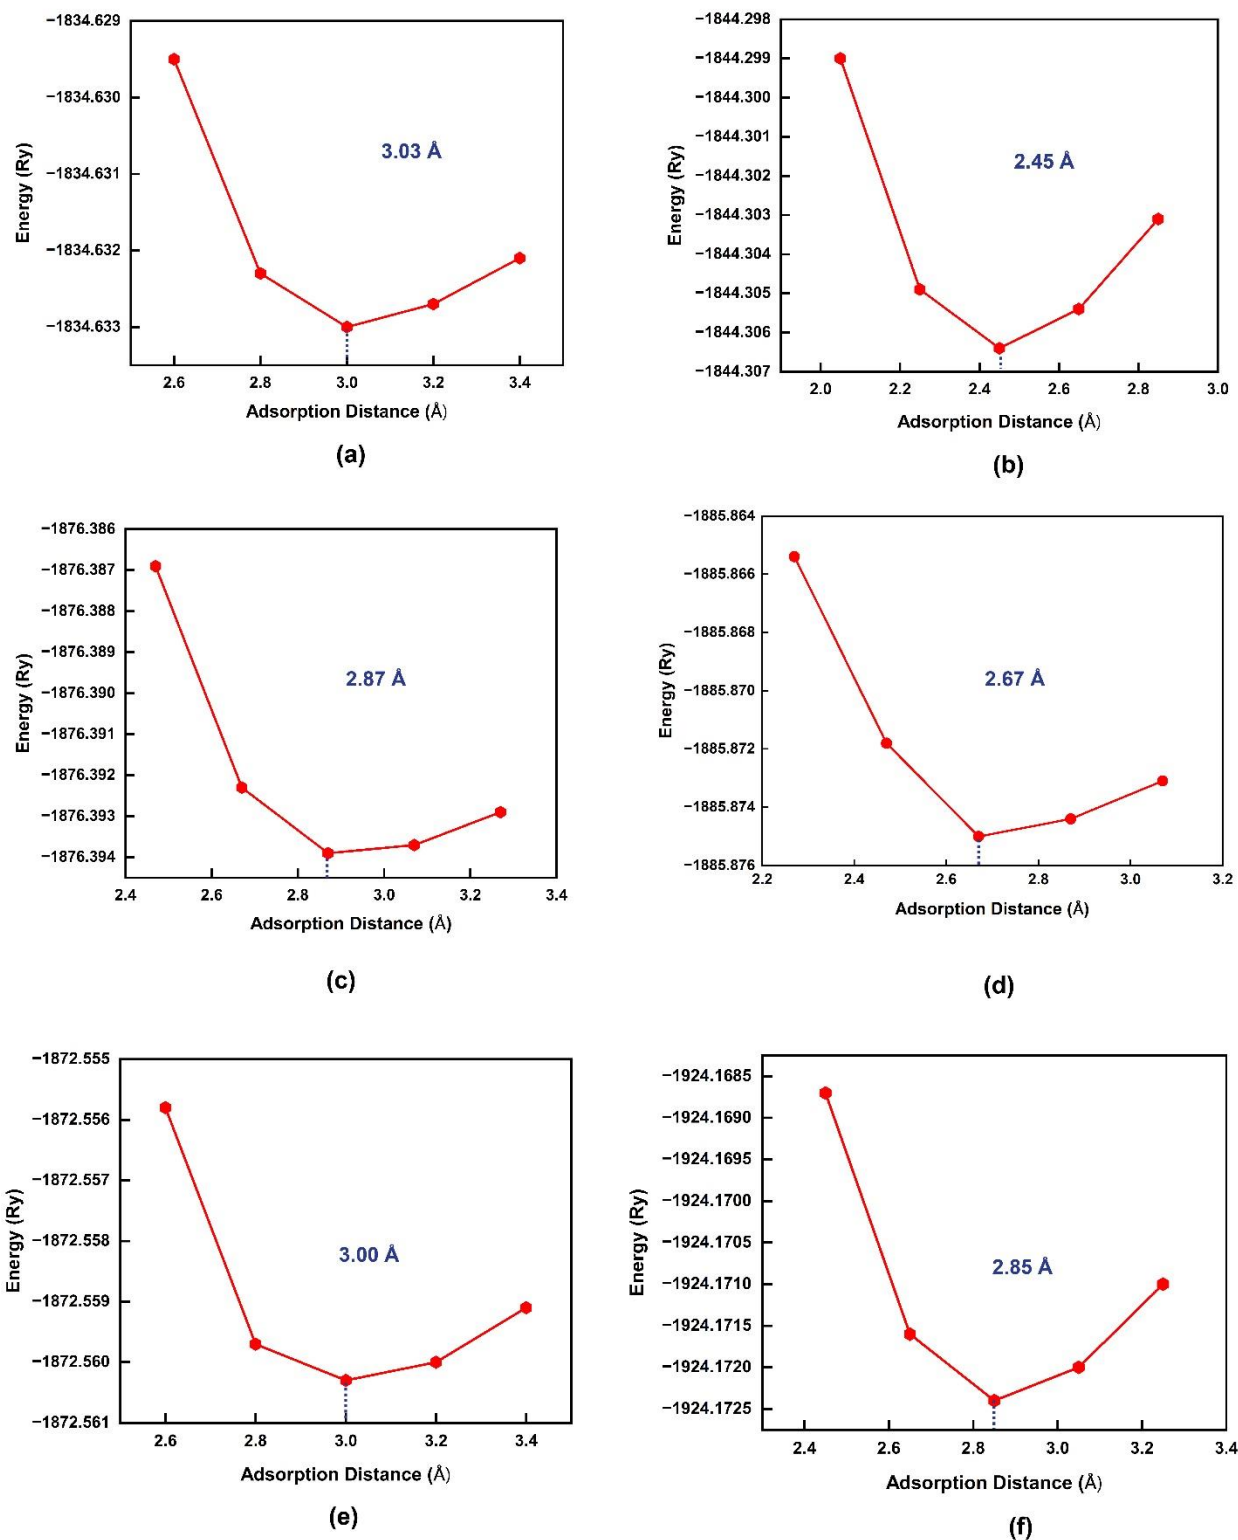 −1834.629
−1834.630
−1834.631
−1834.632
−1834.633
Energy (Ry)
3.03 Å
2.6 2.8 3.0 3.2 3.4
Adsorption Distance (Å)
(a)
−1844.298
−1844.299
−1844.300
−1844.301
−1844.302
−1844.303
−1844.304
−1844.305
−1844.306
−1844.307
Energy (Ry)
2.45 Å
2.0 2.2 2.4 2.6 2.8 3.0
Adsorption Distance (Å)
(b)
−1876.386
−1876.387
−1876.388
−1876.389
−1876.390
−1876.391
−1876.392
−1876.393
−1876.394
Energy (Ry)
2.87 Å
2.4 2.6 2.8 3.0 3.2 3.4
Adsorption Distance (Å)
(c)
−1885.864
−1885.866
−1885.868
−1885.870
−1885.872
−1885.874
−1885.876
Energy (Ry)
2.67 Å
2.2 2.4 2.6 2.8 3.0 3.2
Adsorption Distance (Å)
(d)
−1872.555
−1872.556
−1872.557
−1872.558
−1872.559
−1872.560
−1872.561
Energy (Ry)
3.00 Å
2.6 2.8 3.0 3.2 3.4
Adsorption Distance (Å)
(e)
−1924.1685
−1924.1690
−1924.1695
−1924.1700
−1924.1705
−1924.1710
−1924.1715
−1924.1720
−1924.1725
Energy (Ry)
2.85 Å
2.4 2.6 2.8 3.0 3.2 3.4
Adsorption Distance (Å)
(f)